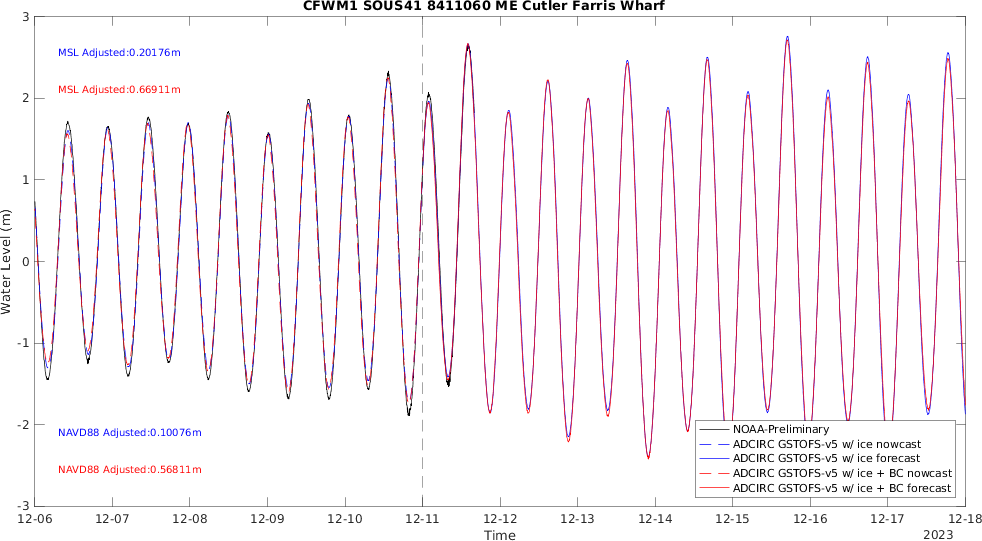 CFWM1 SOUS41 8411060 ME Cutler Farris Wharf
3
2
1
0
-1
-2
-3
Water Level (m)
MSL Adjusted:0.20176m
MSL Adjusted:0.66911m
NAVD88 Adjusted:0.10076m
NAVD88 Adjusted:0.56811m
NOAA-Preliminary
ADCIRC GSTOFS-v5 w/ ice nowcast
ADCIRC GSTOFS-v5 w/ ice forecast
ADCIRC GSTOFS-v5 w/ ice + BC nowcast
ADCIRC GSTOFS-v5 w/ ice + BC forecast
12-06 12-07 12-08 12-09 12-10 12-11 12-12 12-13 12-14 12-15 12-16 12-17 12-18
Time 2023